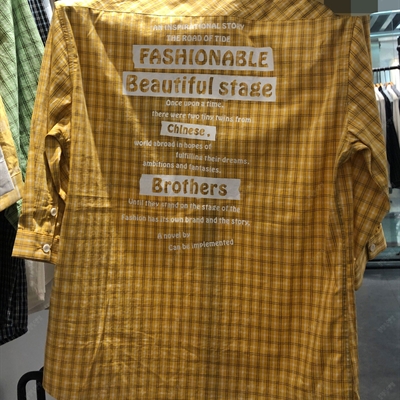 AN INSPIRATIONAL STORY
THE ROAD OF TIDE
FASHIONABLE
Beautiful stage
Once upon a time,
there were two tiny twins from
Chinese,
world abroad in hopes of
fulfilling their dreams,
ambitions and fantasies,
Brothers
Until they stand on the stage of the
Fashion has its own brand and the story,
A novel by
Can be implemented